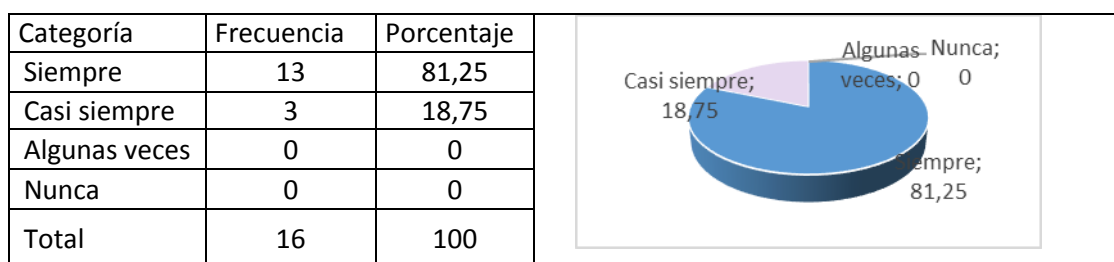 Categoría Frecuencia Porcentaje
Siempre 13 81,25
Casi siempre 3 18,75
Algunas veces 0 0
Nunca 0 0
Total 16 100
Algunas veces; 0
Nunca; 0
Casi siempre; 18,75
Siempre; 81,25